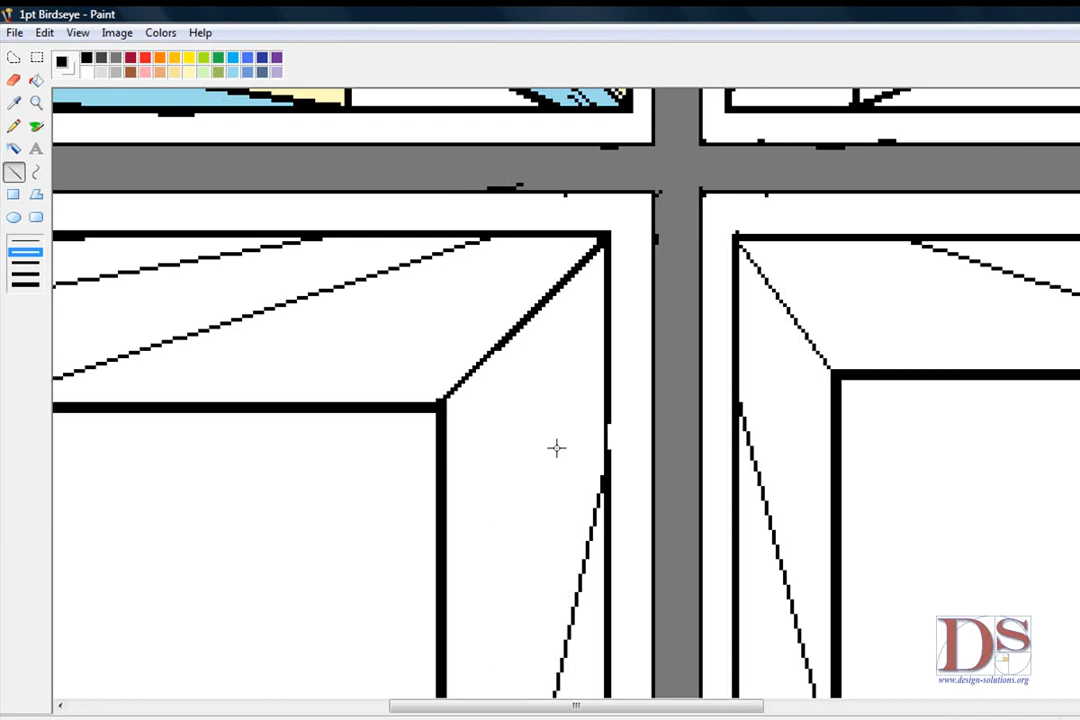 1pt Birdseye - Paint
File Edit View Image Colors Help
A
DS
www.design-solutions.org